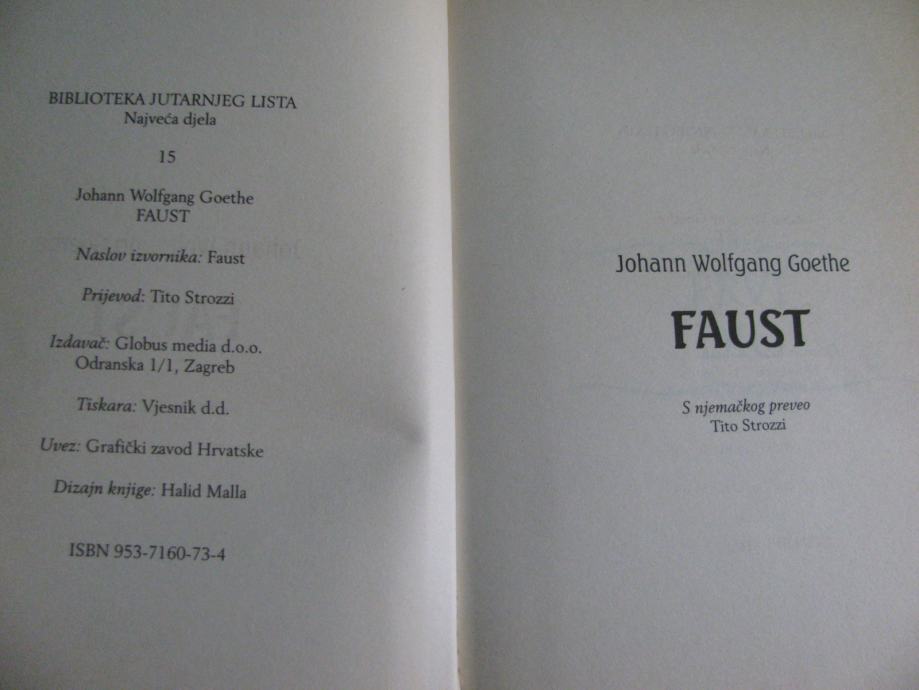 BIBLIOTEKA JUTARNJEG LISTA
Najveća djela
15
Johann Wolfgang Goethe
FAUST
Naslov izvornika: Faust
Prijevod: Tito Strozzi
Izdavač: Globus media d.o.o.
Odranska 1/1, Zagreb
Tiskara: Vjesnik d.d.
Uvez: Grafički zavod Hrvatske
Dizajn knjige: Halid Malla
ISBN 953-7160-73-4
Johann Wolfgang Goethe
FAUST
S njemačkog preveo
Tito Strozzi